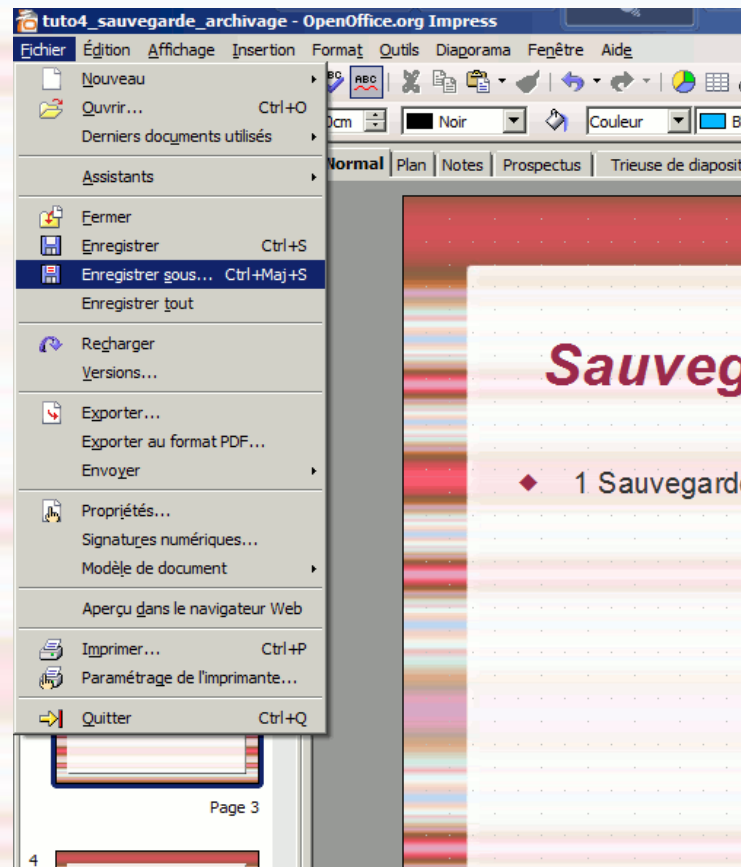 tuto4_sauvegarde_archivage - OpenOffice.org Impress
Fichier Édition Affichage Insertion Format Outils Diaporama Fenêtre Aide
Nouveau
ABC
Ouvrir... Ctrl+O
0cm Noir Couleur B
Derniers documents utilisés
Normal Plan Notes Prospectus Trieuse de diaposit
Assistants
Fermer
Enregistrer Ctrl+S
Enregistrer sous... Ctrl+Maj+S
Enregistrer tout
Recharger
Versions...
Sauveg
Exporter...
Exporter au format PDF...
Envoyer
1 Sauvegarde
Propriétés...
Signatures numériques...
Modèle de document
Aperçu dans le navigateur Web
Imprimer... Ctrl+P
Paramétrage de l'imprimante...
Quitter Ctrl+Q
Page 3
4